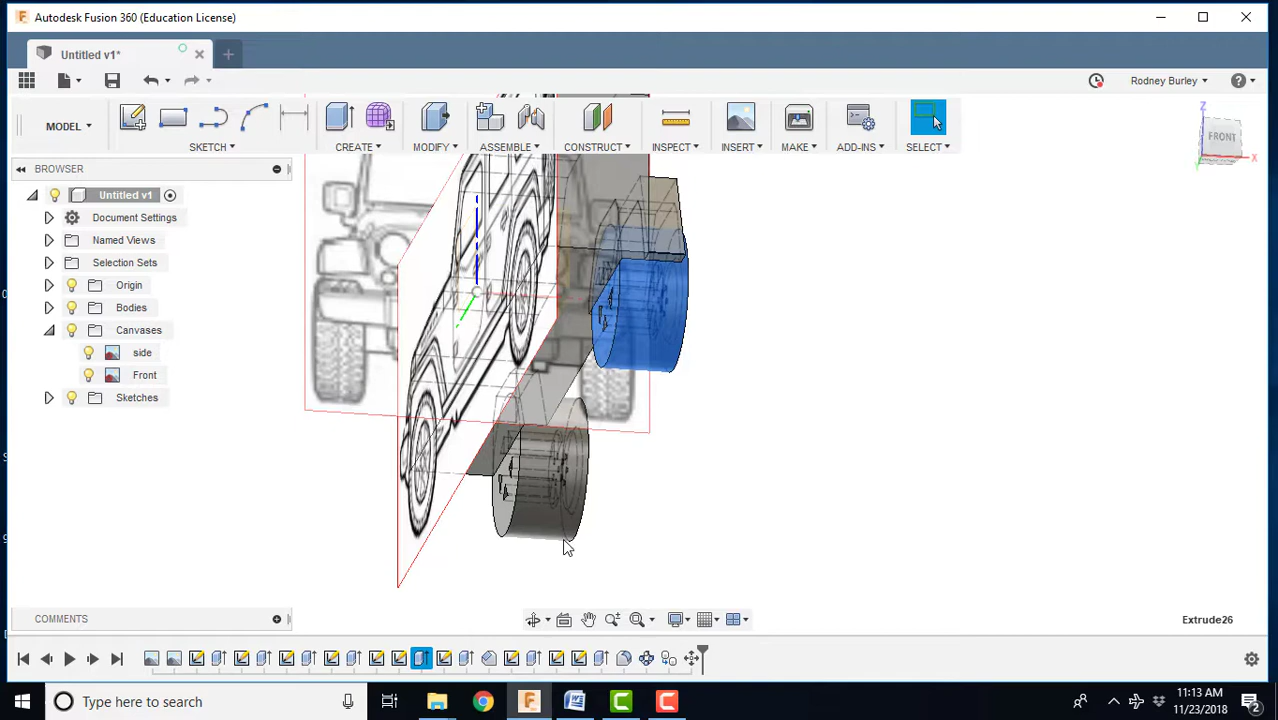 Autodesk Fusion 360 (Education License)
Untitled v1*
Rodney Burley
MODEL
SKETCH
CREATE
MODIFY
ASSEMBLE
CONSTRUCT
INSPECT
INSERT
MAKE
ADD-INS
SELECT
Z
FRONT
X
Y
BROWSER
Untitled v1
Document Settings
Named Views
Selection Sets
Origin
Bodies
Canvases
side
Front
Sketches
COMMENTS
Extrude26
Type here to search
11:13 AM
11/23/2018
2